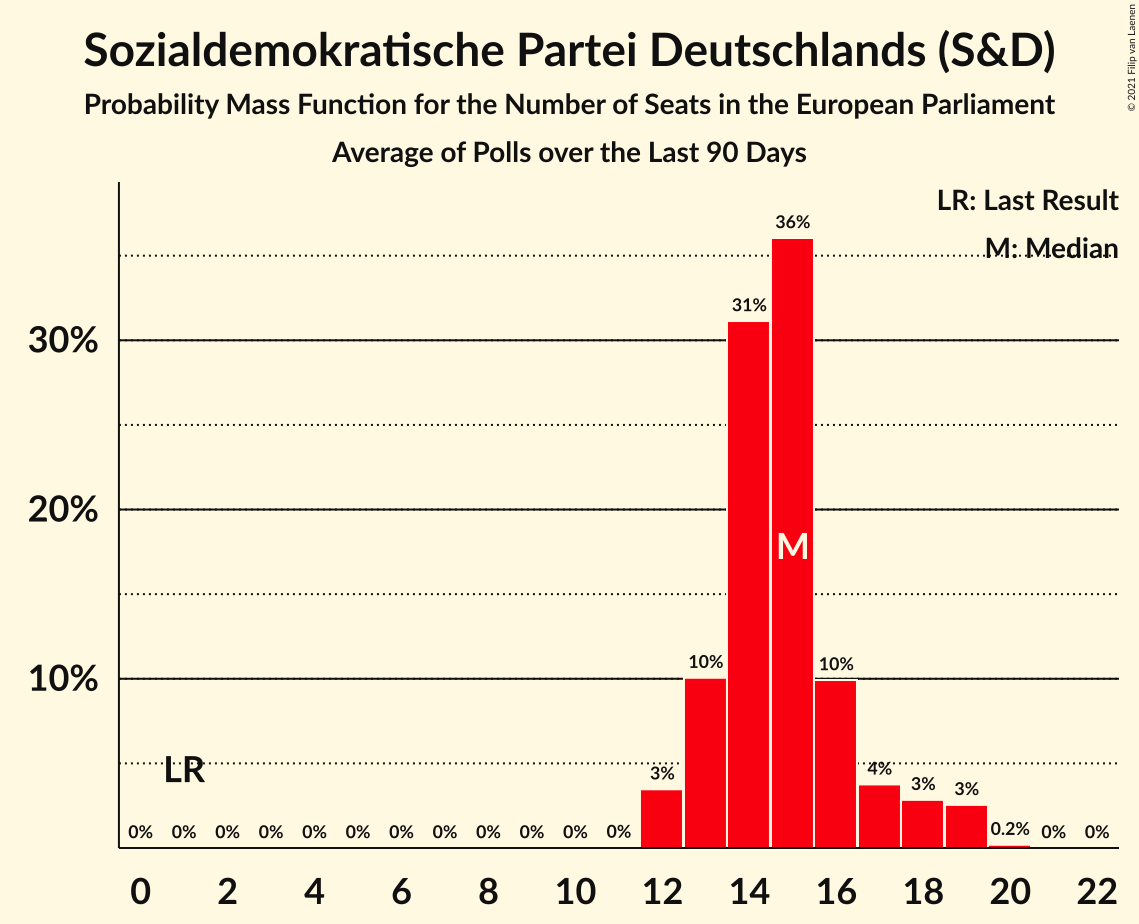 Sozialdemokratische Partei Deutschlands (S&D)
Probability Mass Function for the Number of Seats in the European Parliament
Average of Polls over the Last 90 Days
© 2021 Filip van Laenen
LR: Last Result
M: Median
36%
31%
30%
20%
M
10%
10%
10%
LR
3%
4%
3%
3%
0%
0%
0%
0%
0%
0%
0%
0%
0%
0%
0%
0%
0.2%
0%
0%
0 2 4 6 8 10 12 14 16 18 20 22